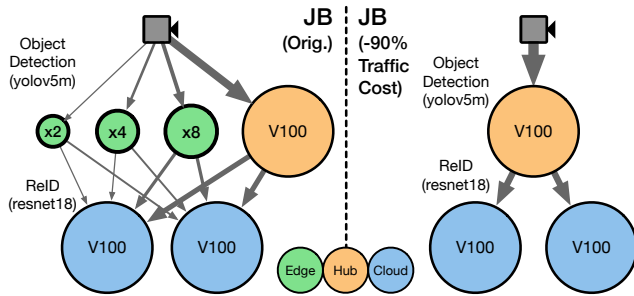 JB
(Orig.)
JB
(-90%
Traffic
Cost)
Object
Detection
(yolov5m)
x2
x4
x8
V100
ReID
(resnet18)
V100
V100
Edge
Hub
Cloud
Object
Detection
(yolov5m)
V100
ReID
(resnet18)
V100
V100